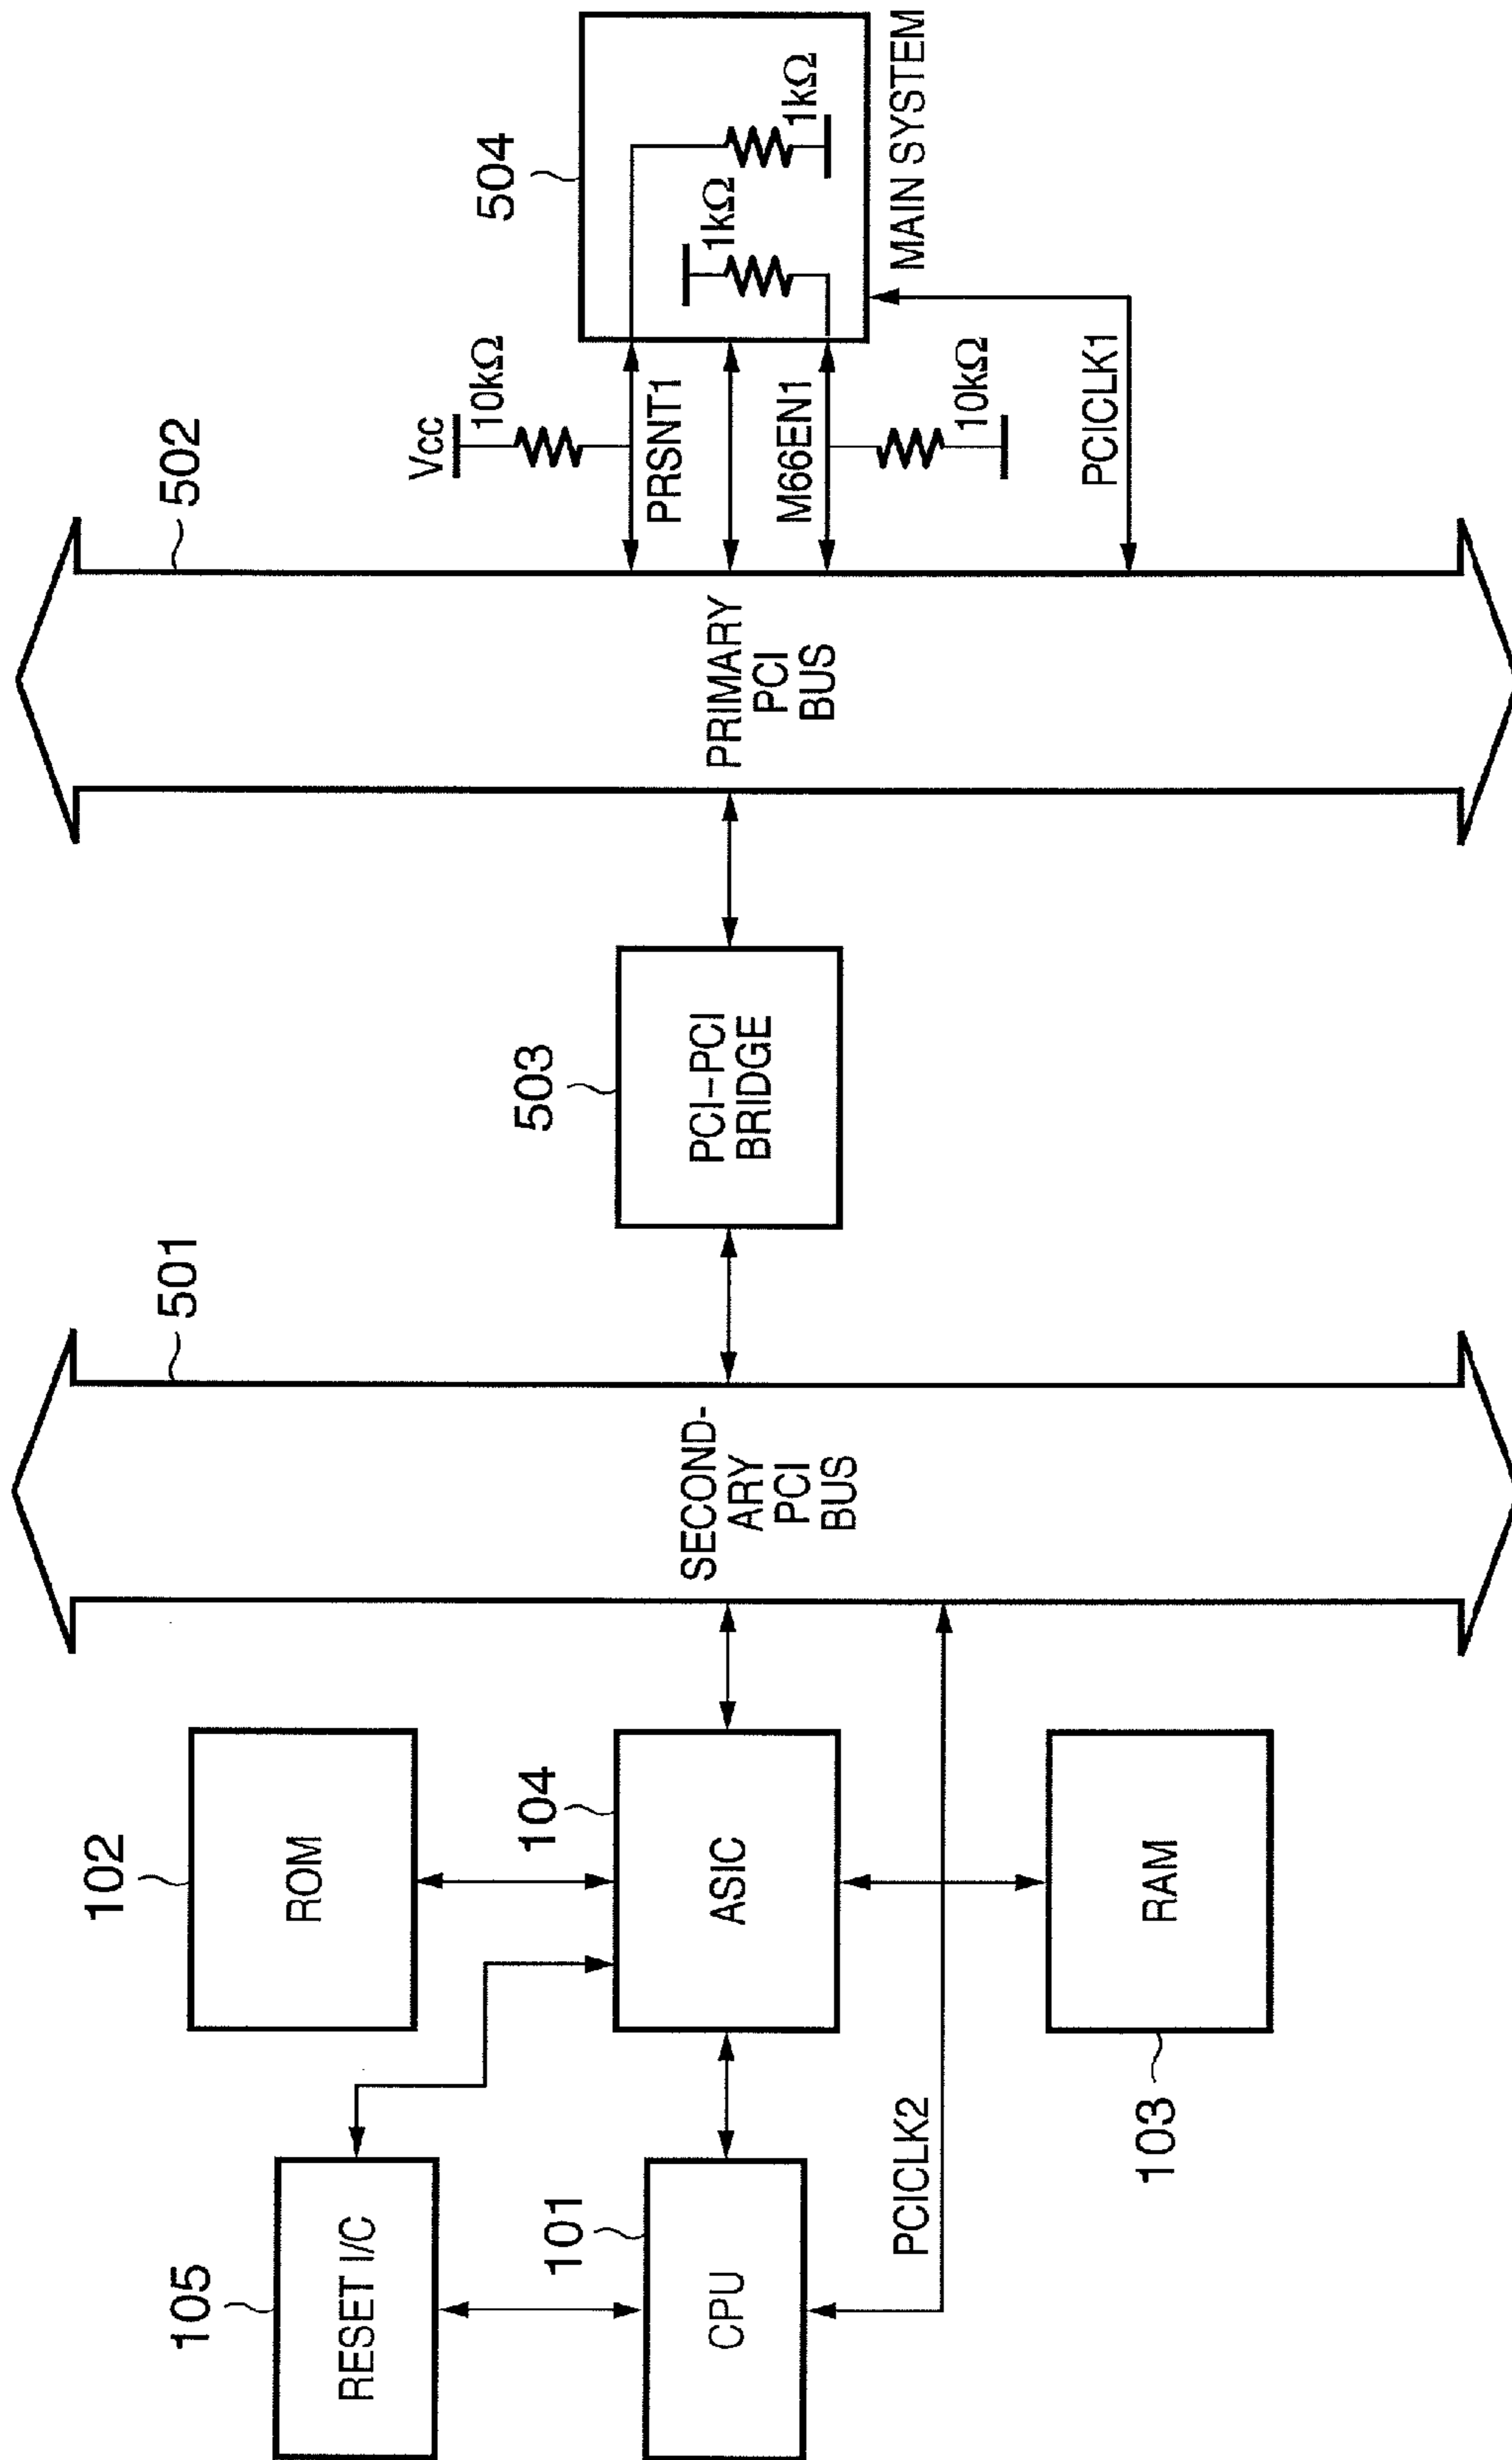 105
RESET I/C
102
ROM
101
CPU
104
ASIC
PCICLK2
103
RAM
501
SECOND-
ARY
PCI
BUS
503
PCI-PCI
BRIDGE
502
PRIMARY
PCI
BUS
Vcc
10kΩ
PRSNT1
M66EN1
10kΩ
PCICLK1
504
1kΩ
1kΩ
MAIN SYSTEM